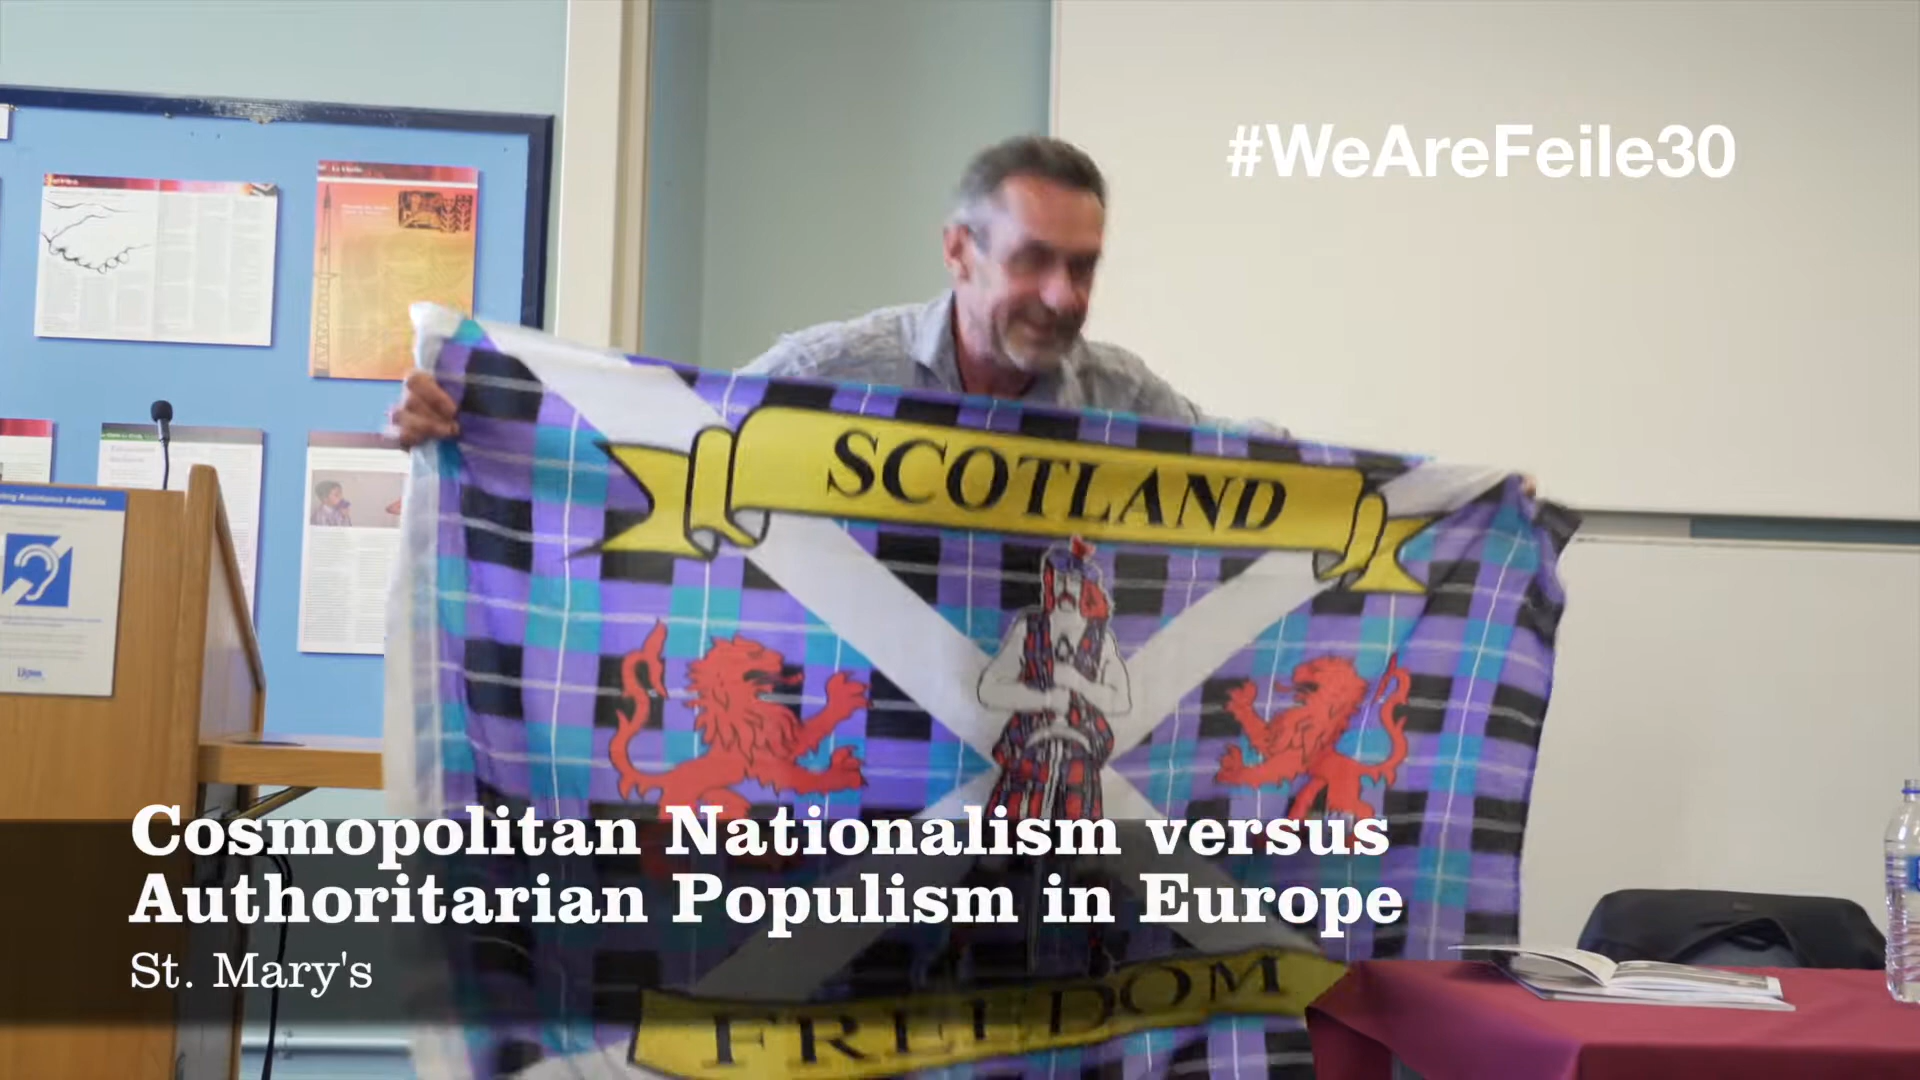 #WeAreFeile30
SCOTLAND
Cosmopolitan Nationalism versus
Authoritarian Populism in Europe
St. Mary's
FREEDOM